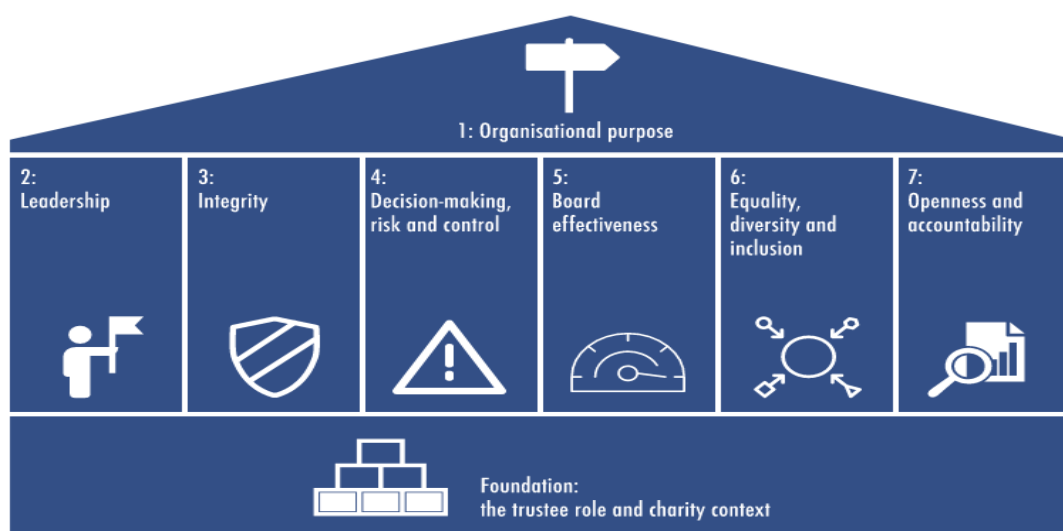 1: Organisational purpose
2:
Leadership
3:
Integrity
4:
Decision-making,
risk and control
5:
Board
effectiveness
6:
Equality,
diversity and
inclusion
7:
Openness and
accountability
Foundation:
the trustee role and charity context